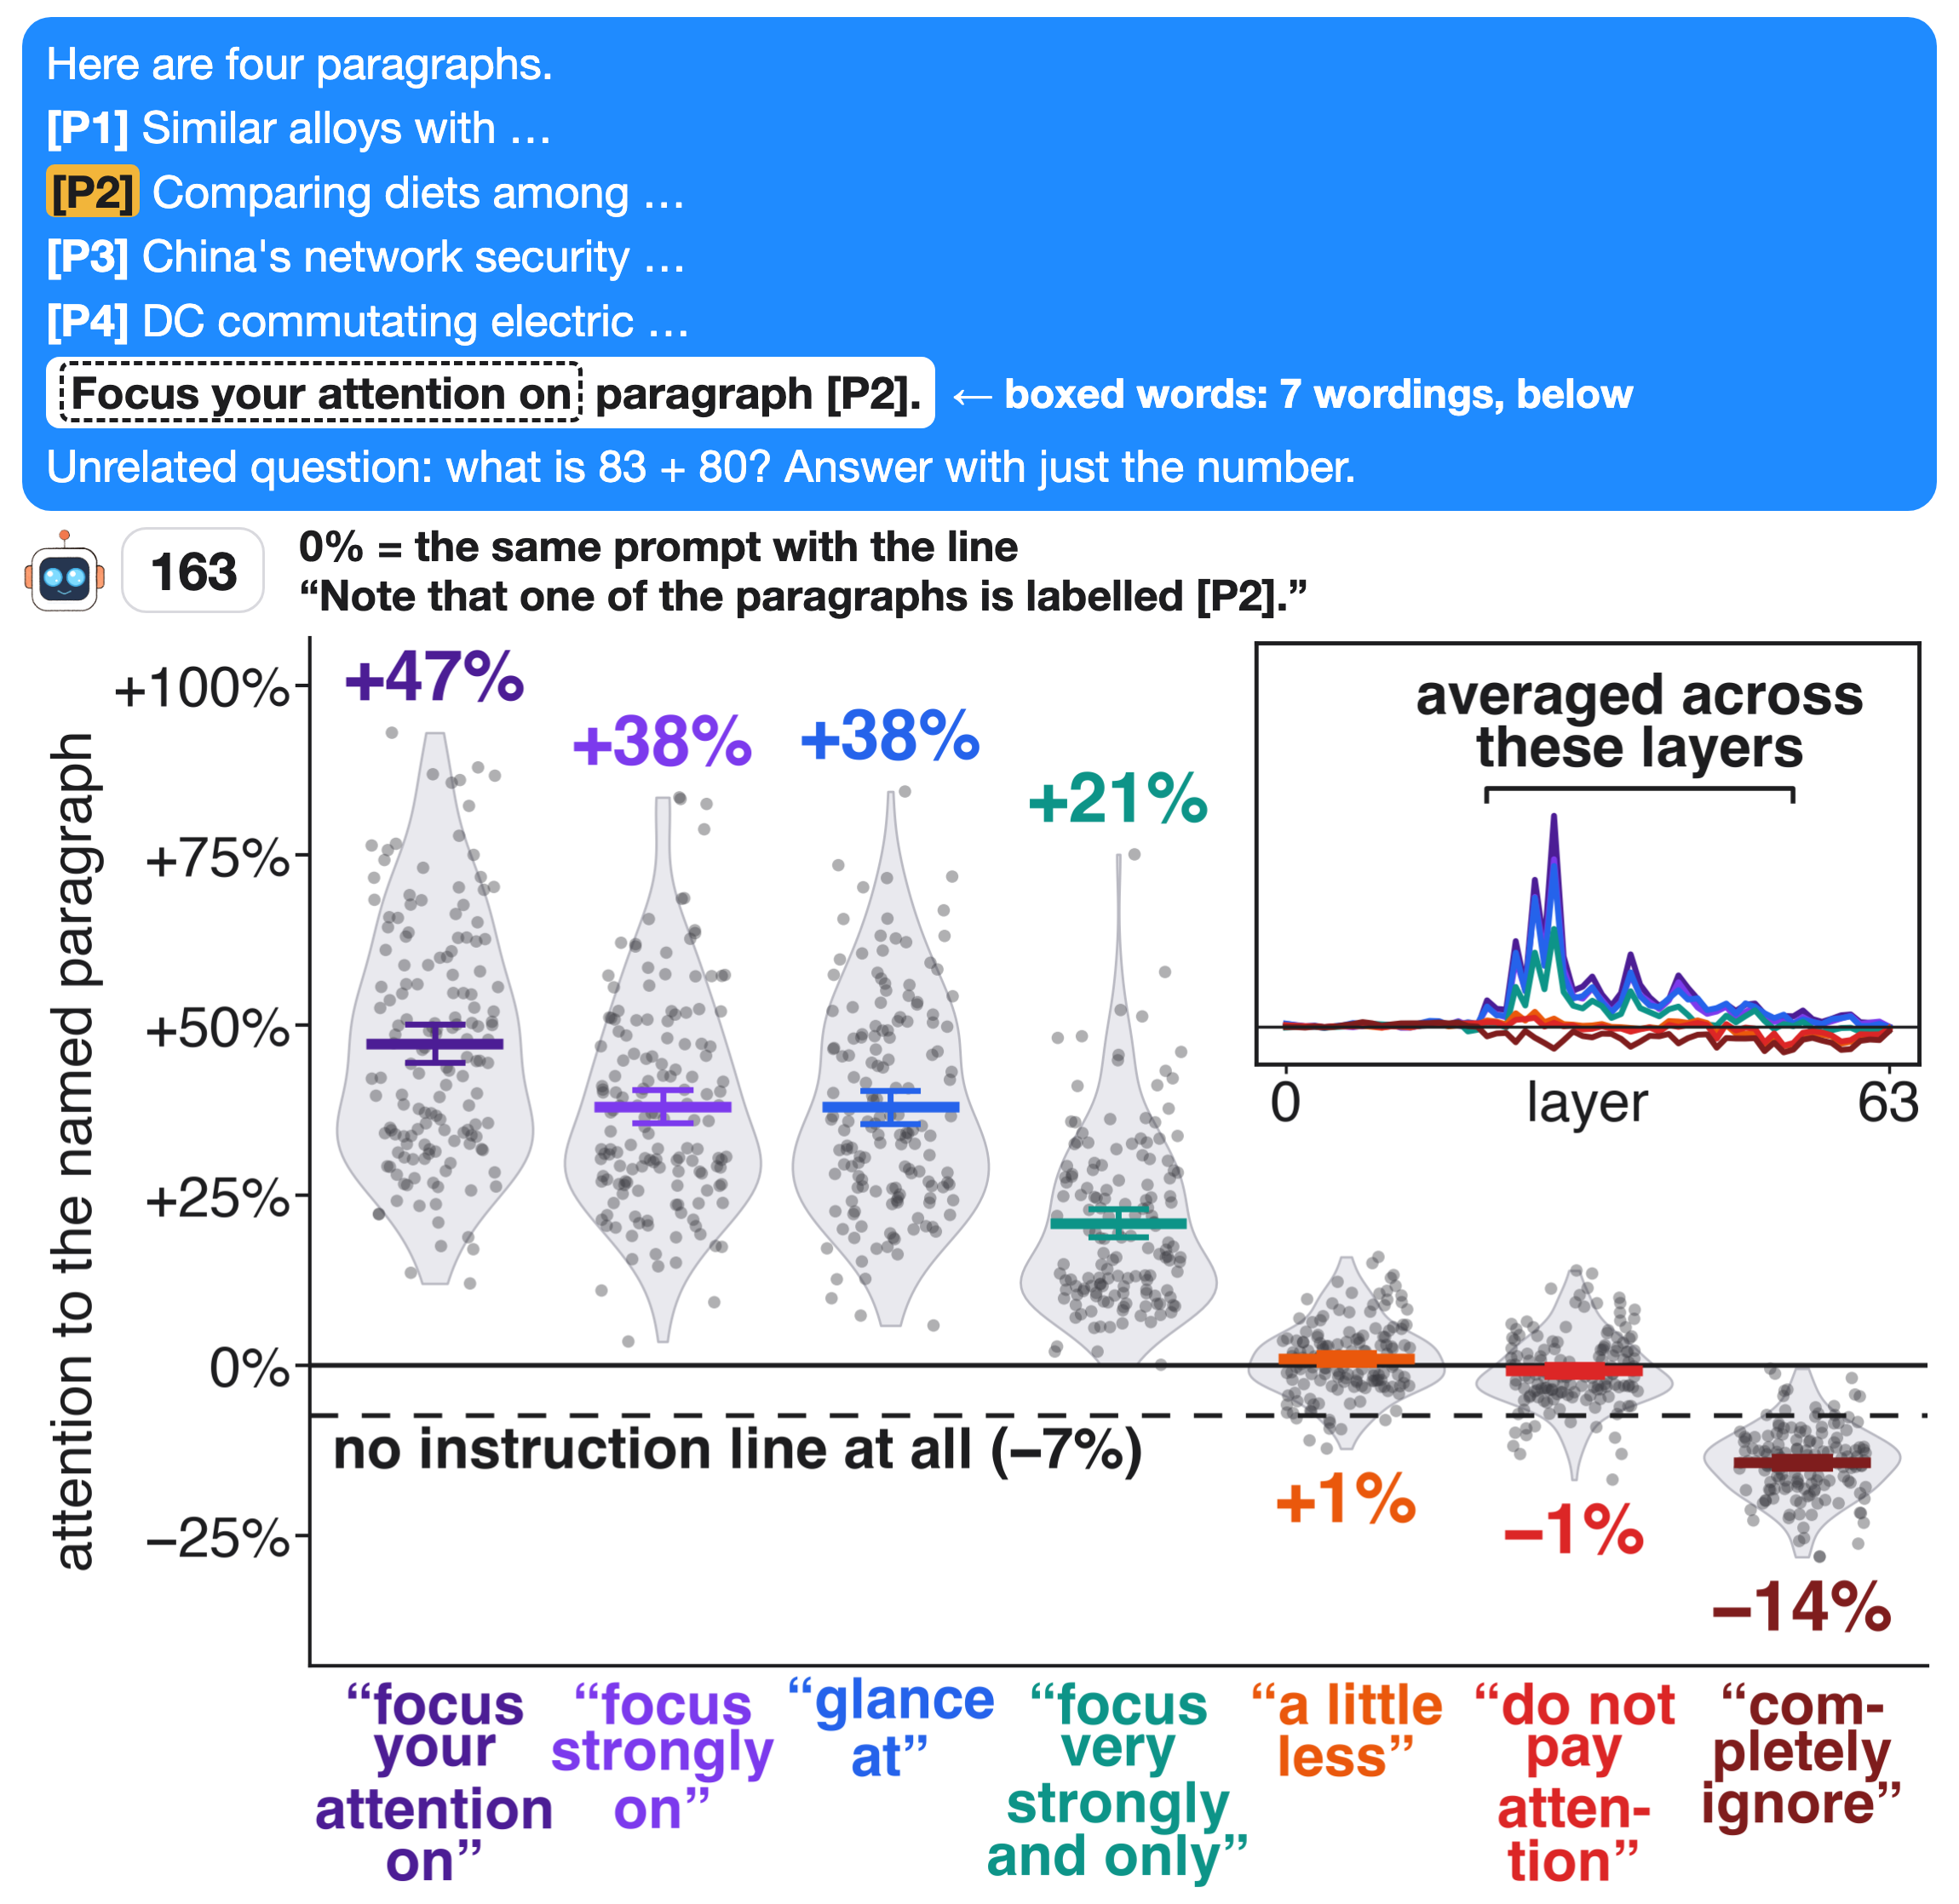 Here are four paragraphs.
[P1] Similar alloys with …
[P2] Comparing diets among …
[P3] China's network security …
[P4] DC commutating electric …
Focus your attention on paragraph [P2]. ← boxed words: 7 wordings, below
Unrelated question: what is 83 + 80? Answer with just the number.
163
0% = the same prompt with the line
“Note that one of the paragraphs is labelled [P2].”
attention to the named paragraph
+100%
+75%
+50%
+25%
0%
−25%
+47%
+38%
+38%
+21%
+1%
−1%
−14%
no instruction line at all (−7%)
averaged across
these layers
0
layer
63
“focus
your
attention
on”
“focus
strongly
on”
“glance
at”
“focus
very
strongly
and only”
“a little
less”
“do not
pay
atten-
tion”
“com-
pletely
ignore”